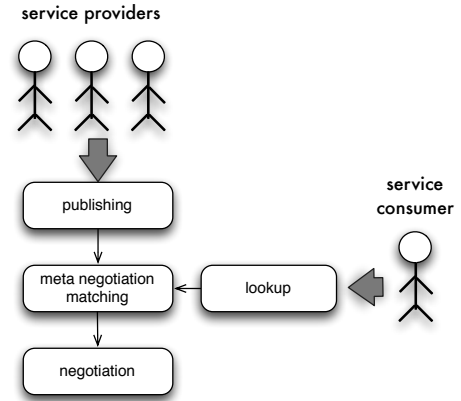 service providers
publishing
service
consumer
meta negotiation
matching
lookup
negotiation